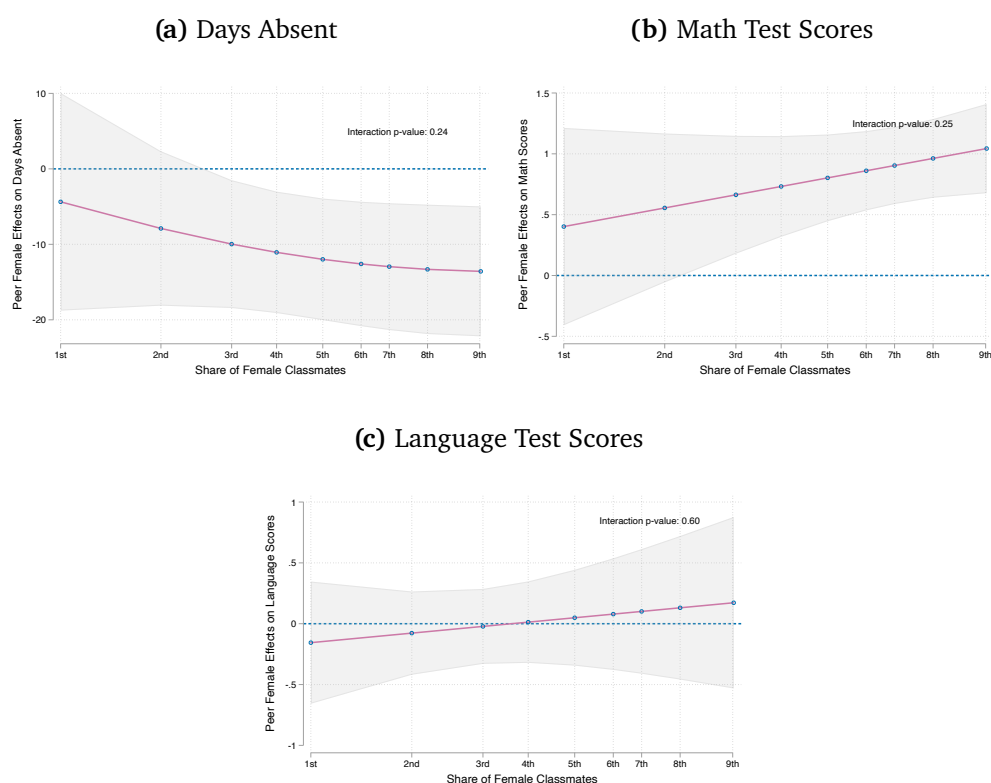 (a) Days Absent
(b) Math Test Scores
Peer Female Effects on Days Absent
10
0
-10
-20
Interaction p-value: 0.24
1st 2nd 3rd 4th 5th 6th 7th 8th 9th
Share of Female Classmates
Peer Female Effects on Math Scores
1.5
1
.5
0
-.5
Interaction p-value: 0.25
1st 2nd 3rd 4th 5th 6th 7th 8th 9th
Share of Female Classmates
(c) Language Test Scores
Peer Female Effects on Language Scores
1
.5
0
-.5
-1
Interaction p-value: 0.60
1st 2nd 3rd 4th 5th 6th 7th 8th 9th
Share of Female Classmates